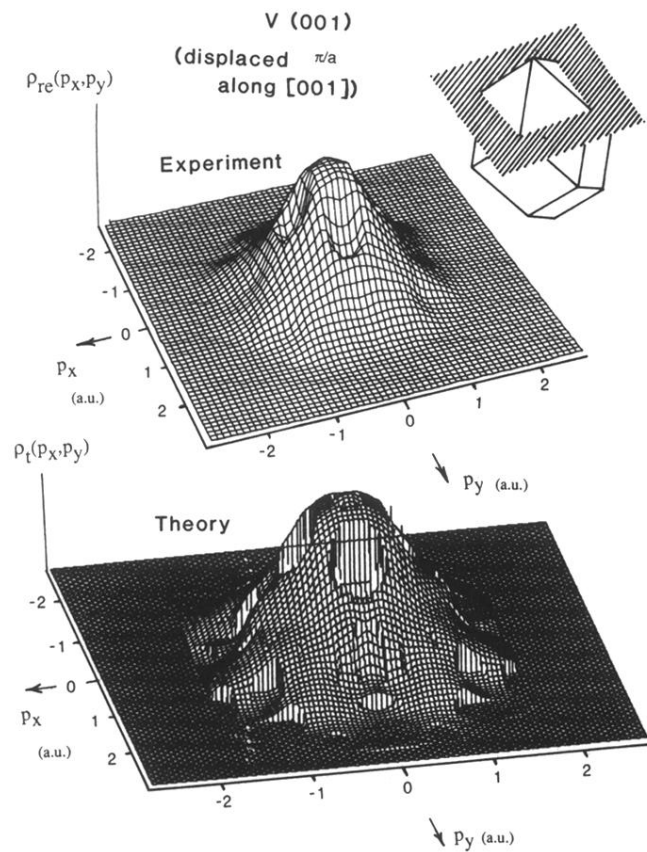 V (001)
(displaced π/a
along [001])
ρre(px,py)
Experiment
-2
-1
0
1
2
px
(a.u.)
-2
-1
0
1
2
py (a.u.)
ρt(px,py)
Theory
-2
-1
0
1
2
px
(a.u.)
-2
-1
0
1
2
py (a.u.)